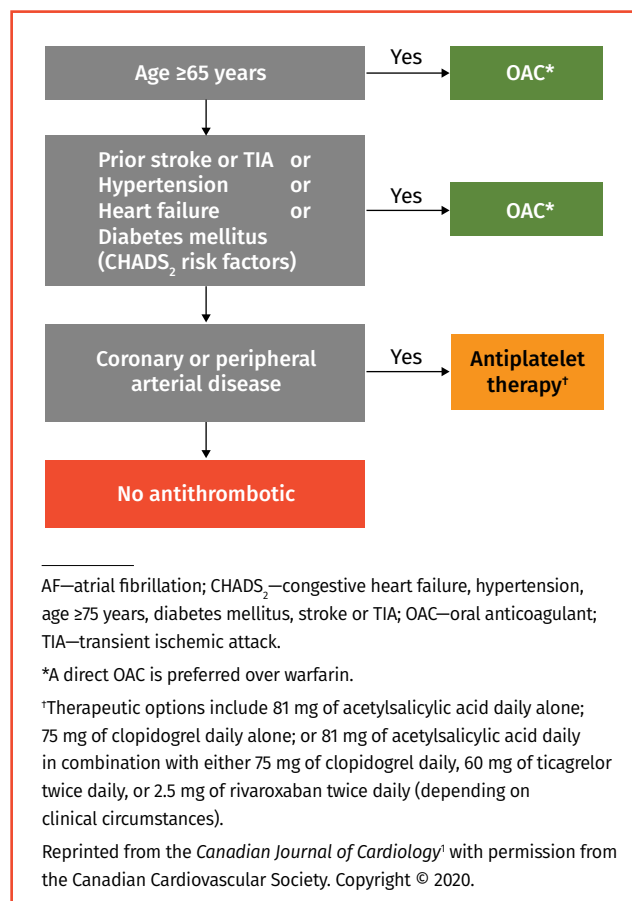 Age ≥65 years
Yes
OAC*
Prior stroke or TIA or
Hypertension or
Heart failure or
Diabetes mellitus
(CHADS₂ risk factors)
Yes
OAC*
Coronary or peripheral
arterial disease
Yes
Antiplatelet
therapy†
No antithrombotic
AF—atrial fibrillation; CHADS₂—congestive heart failure, hypertension,
age ≥75 years, diabetes mellitus, stroke or TIA; OAC—oral anticoagulant;
TIA—transient ischemic attack.
*A direct OAC is preferred over warfarin.
†Therapeutic options include 81 mg of acetylsalicylic acid daily alone;
75 mg of clopidogrel daily alone; or 81 mg of acetylsalicylic acid daily
in combination with either 75 mg of clopidogrel daily, 60 mg of ticagrelor
twice daily, or 2.5 mg of rivaroxaban twice daily (depending on
clinical circumstances).
Reprinted from the Canadian Journal of Cardiology¹ with permission from
the Canadian Cardiovascular Society. Copyright © 2020.